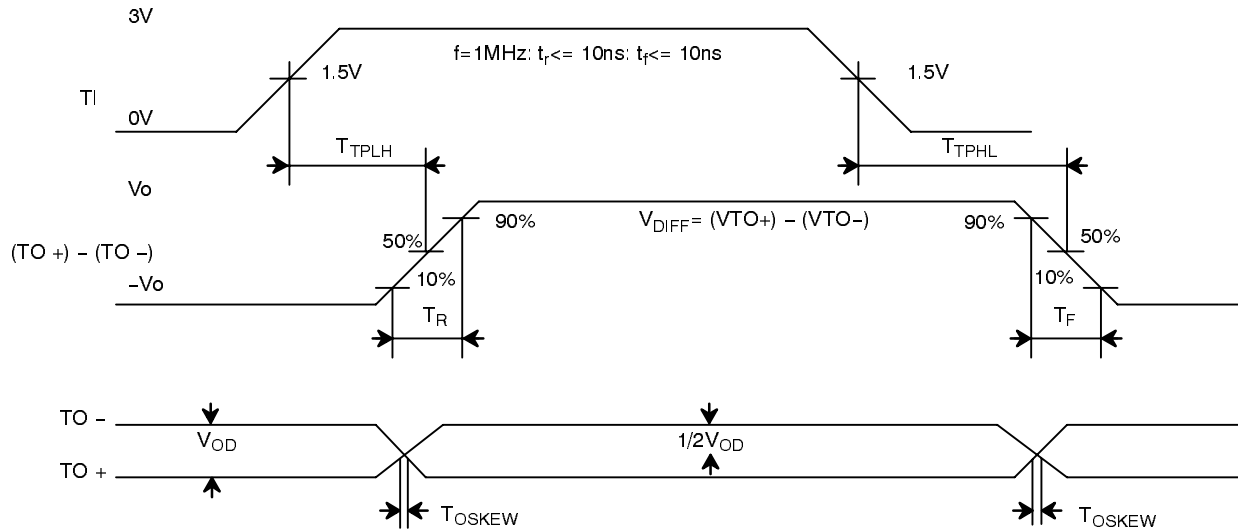 3V
f=1MHz: tr<= 10ns: tf<= 10ns
1.5V
1.5V
TI
0V
TTPLH
TTPHL
Vo
90%
VDIFF= (VTO+) – (VTO–)
90%
50%
50%
(TO +) – (TO –)
10%
10%
–Vo
TR
TF
TO –
VOD
1/2VOD
TO +
TOSKEW
TOSKEW